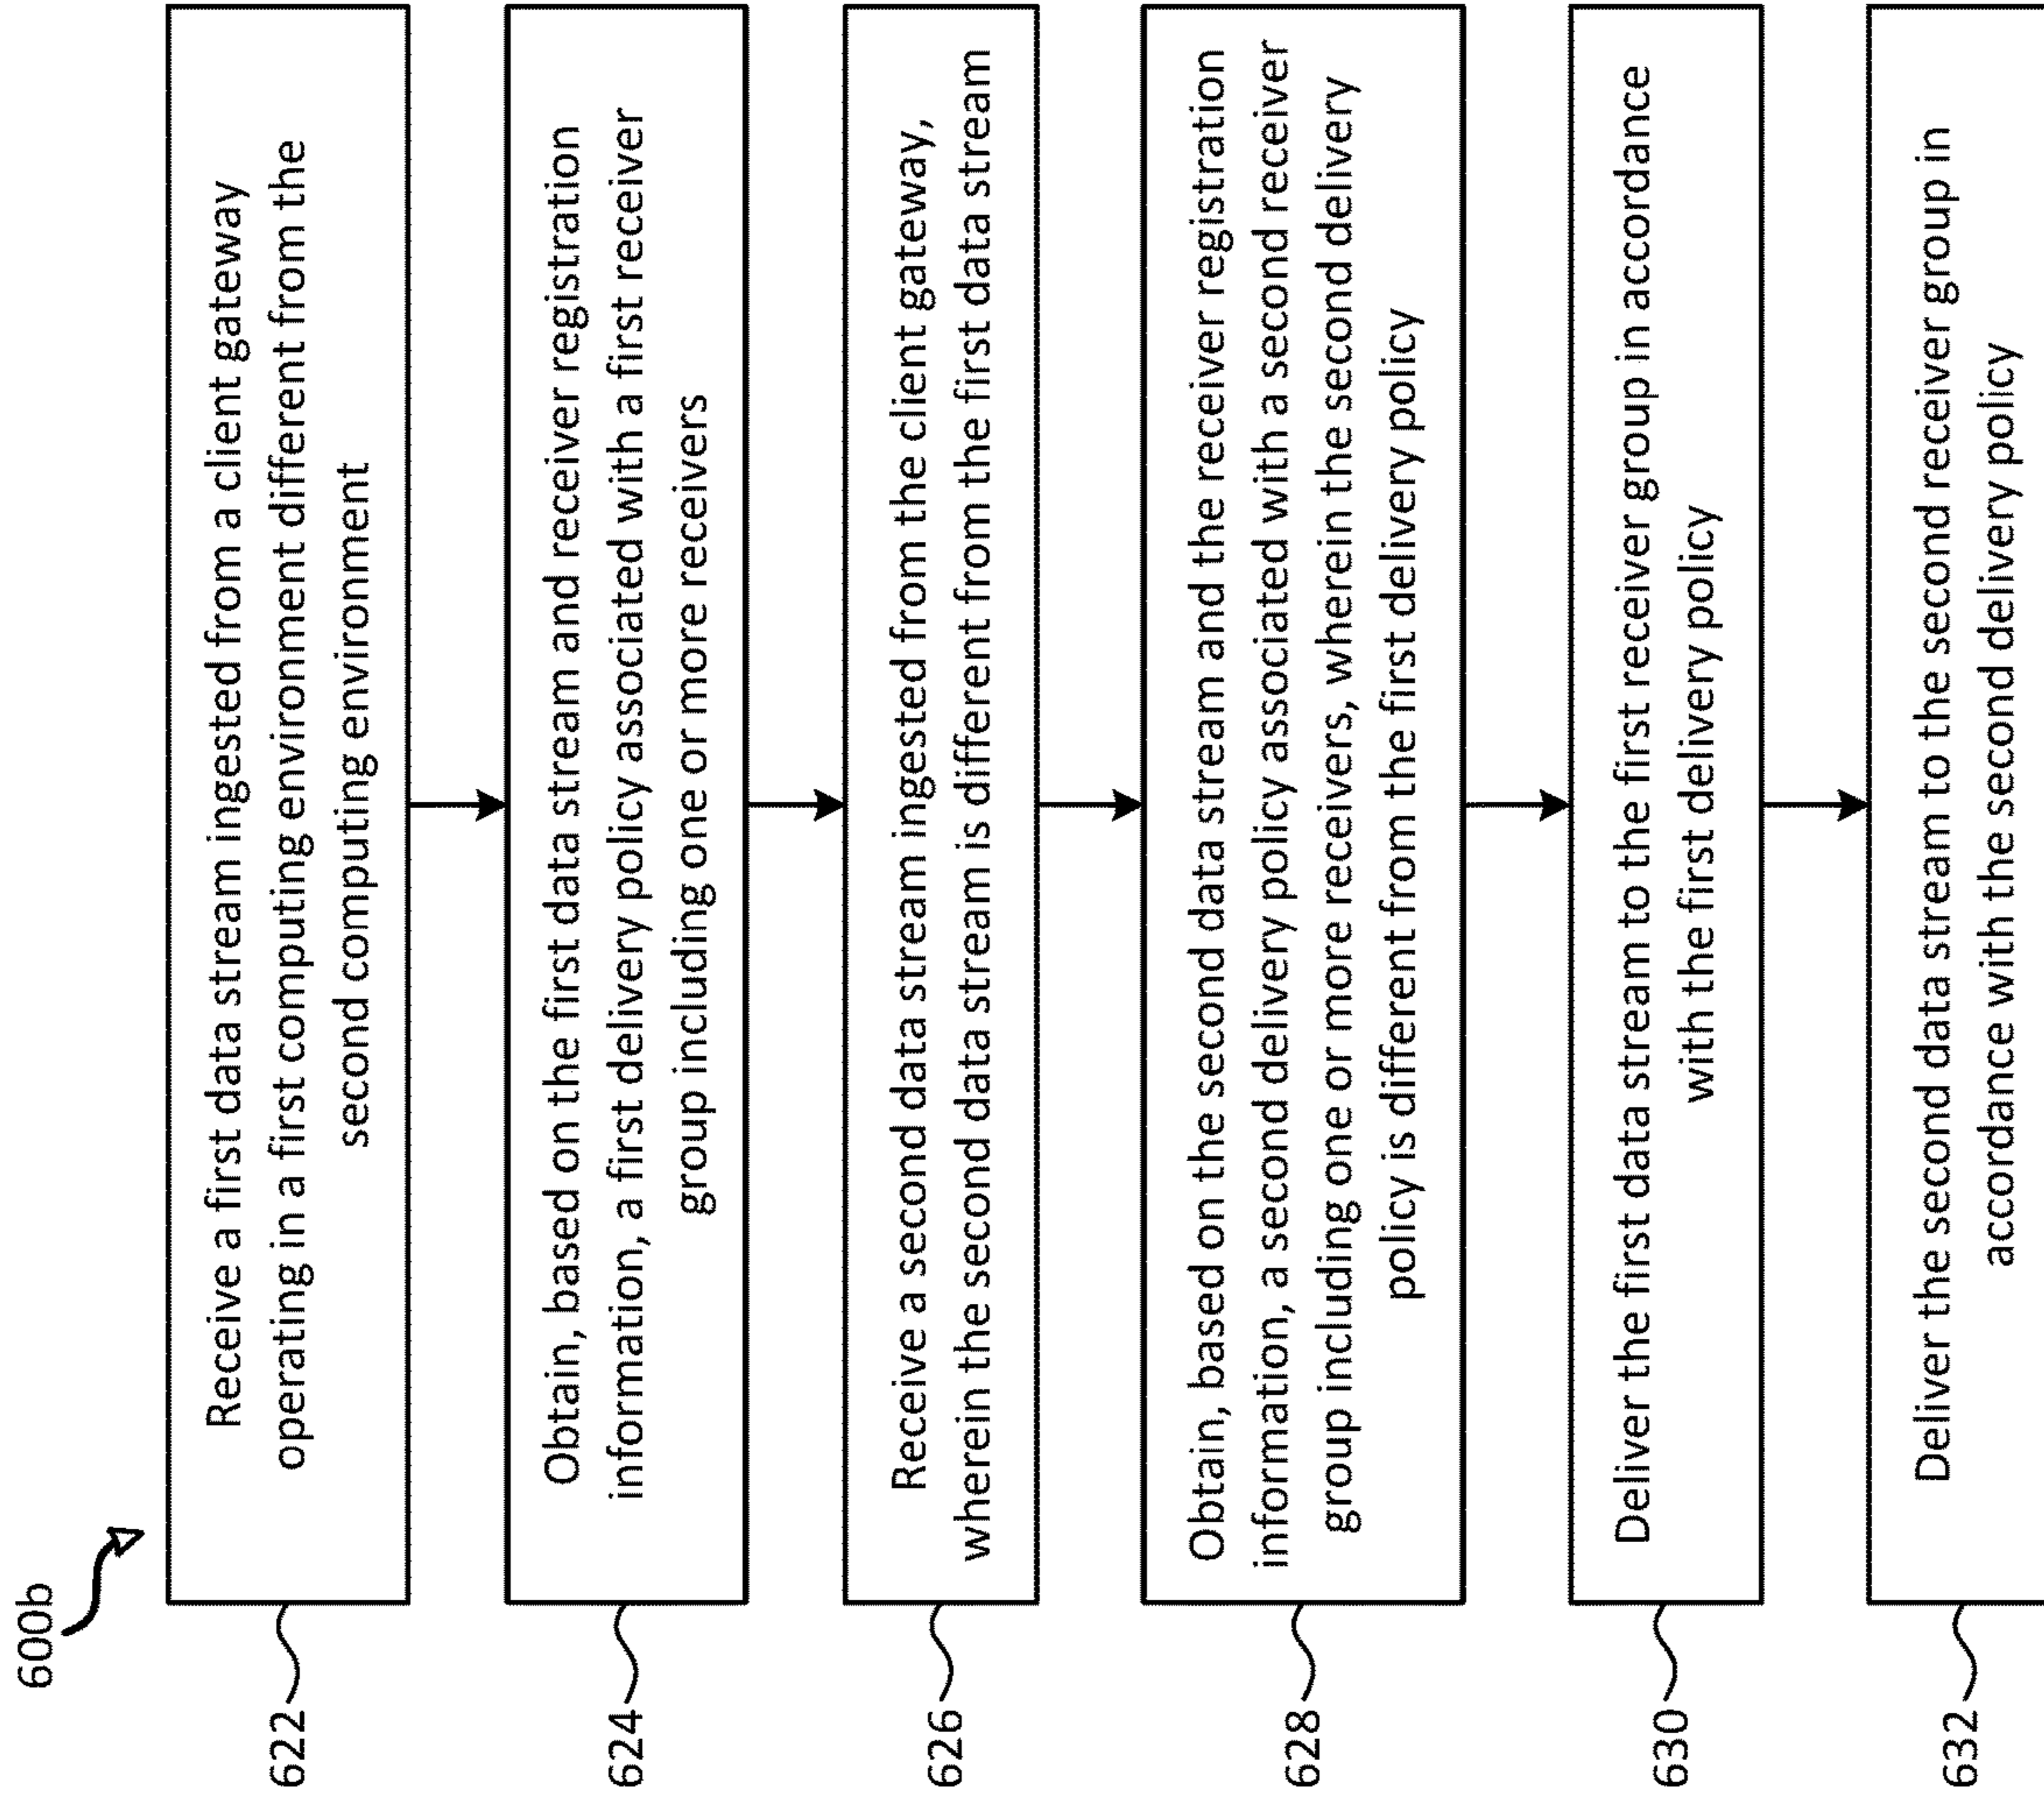 600b
622
Receive a first data stream ingested from a client gateway
operating in a first computing environment different from the
second computing environment
624
Obtain, based on the first data stream and receiver registration
information, a first delivery policy associated with a first receiver
group including one or more receivers
626
Receive a second data stream ingested from the client gateway,
wherein the second data stream is different from the first data stream
628
Obtain, based on the second data stream and the receiver registration
information, a second delivery policy associated with a second receiver
group including one or more receivers, wherein the second delivery
policy is different from the first delivery policy
630
Deliver the first data stream to the first receiver group in accordance
with the first delivery policy
632
Deliver the second data stream to the second receiver group in
accordance with the second delivery policy